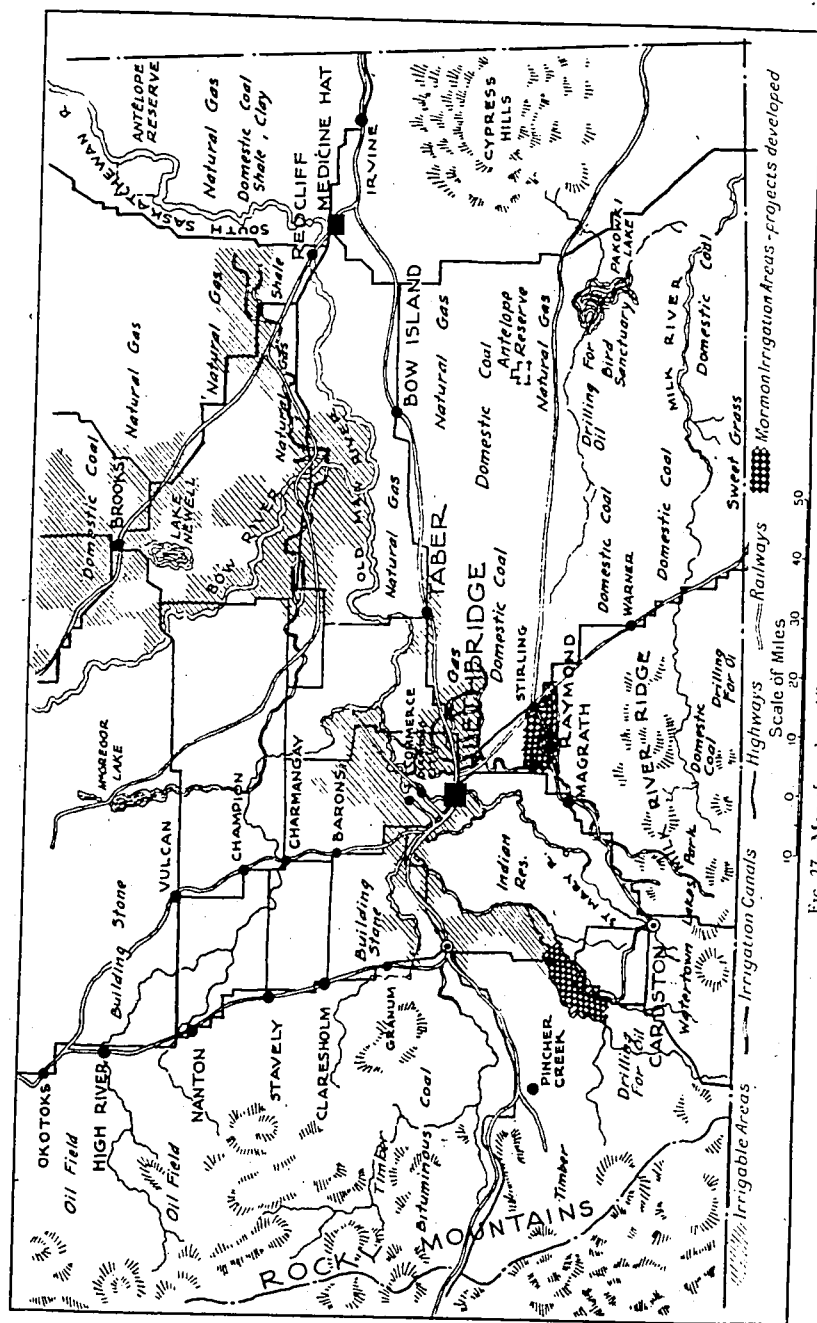 OKOTOKS
Oil Field
HIGH RIVER
Oil Field
Building Stone
NANTON
STAVELY
CLARESHOLM
Building
Stone
GRANUM
Timber
Bituminous Coal
ROCKY MOUNTAINS
Timber
PINCHER
CREEK
Drilling
For Oil
CARDSTON
Watertown Lakes Park
VULCAN
CHAMPION
CHARMANGAY
BARONS
MCGREGOR
LAKE
COMMERCE
Indian
Res.
ST MARY R.
MAGRATH
RAYMOND
STIRLING
MILK RIVER RIDGE
Domestic
Coal
Drilling
For Oil
LETHBRIDGE
Gas
Domestic Coal
TABER
Natural Gas
OLD MAN RIVER
BOW RIVER
LAKE
NEWELL
BROOKS
Domestic Coal
Natural Gas
Natural Gas
Natural Gas
Shale
SOUTH SASKATCHEWAN R
ANTELOPE
RESERVE
Natural Gas
Domestic Coal
Shale, Clay
REDCLIFF
MEDICINE HAT
IRVINE
BOW ISLAND
Natural Gas
Domestic Coal
Domestic Coal
Antelope
Reserve
Natural Gas
CYPRESS
HILLS
Drilling For
Oil
Bird
Sanctuary
PAKOWKI
LAKE
Domestic Coal
WARNER
Domestic Coal
MILK RIVER
Domestic Coal
Sweet Grass
Irrigable Areas
Irrigation Canals
Highways
Railways
Mormon Irrigation Areas - projects developed
Scale of Miles
10 0 10 20 30 40 50